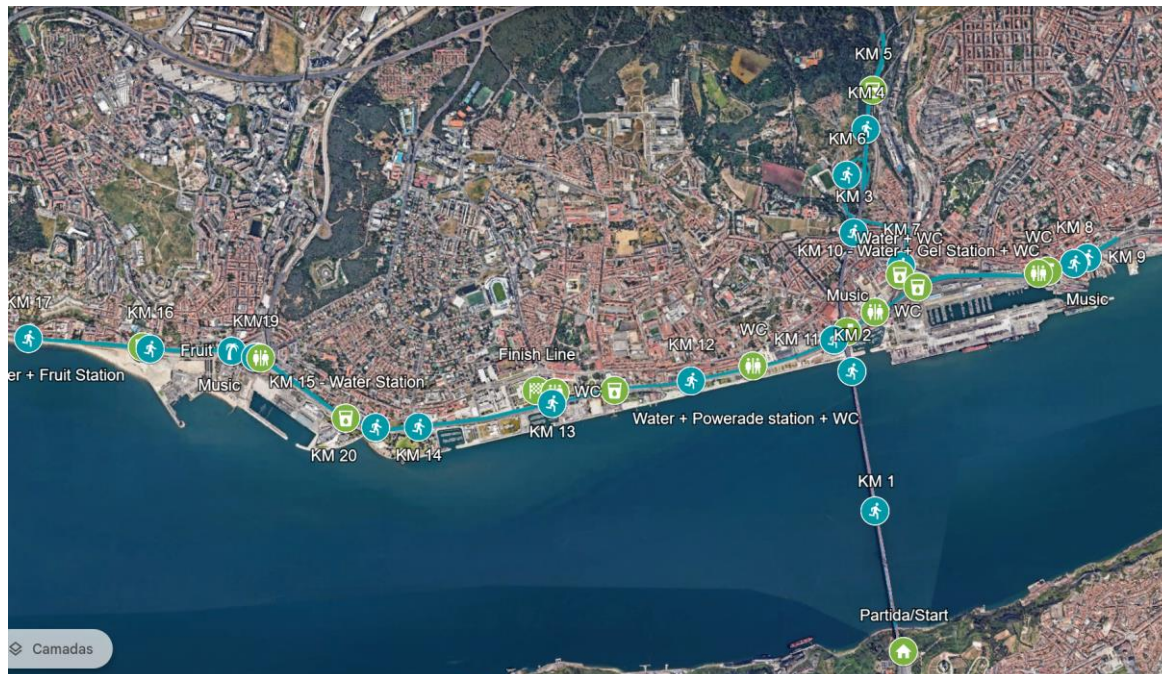 KM 5
KM 4
KM 6
KM 3
KM 7
KM 8
Water + WC
WC
KM 10 - Water + Gel Station + WC
KM 9
Music
Music
WC
KM 17
KM 16
KM 19
WC
KM 11
KM 2
Fruit
Finish Line
KM 12
er + Fruit Station
Music
KM 15 - Water Station
WC
Water + Powerade station + WC
KM 13
KM 20
KM 14
KM 1
Partida/Start
Camadas